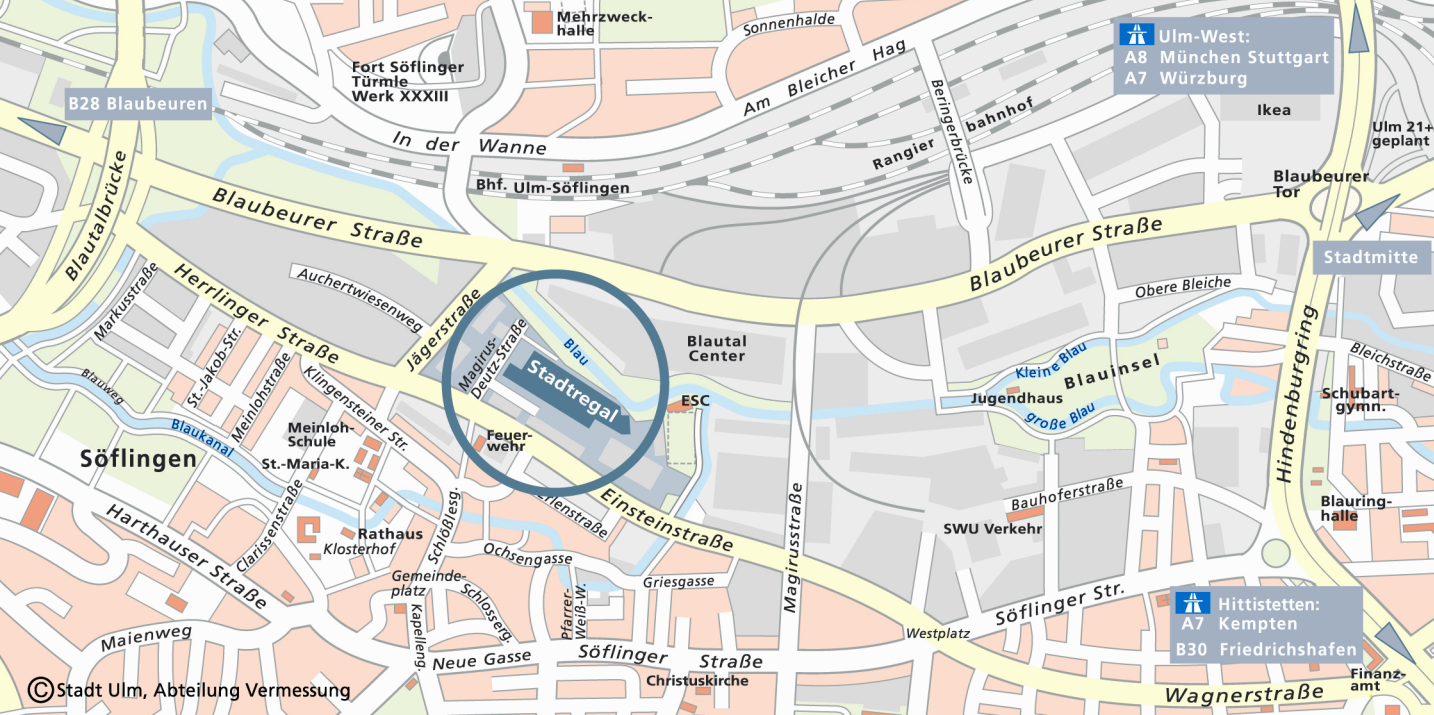 Mehrzweck-
halle
Sonnenhalde
Fort Söflinger
Türmle
Werk XXXIII
Am Bleicher Hag
Ulm-West:
A8 München Stuttgart
A7 Würzburg
B28 Blaubeuren
In der Wanne
Beringerbrücke
Rangier
bahnhof
Ikea
Ulm 21+
geplant
Bhf. Ulm-Söflingen
Blautalbrücke
Blaubeurer Straße
Blaubeurer
Tor
Blaubeurer Straße
Stadtmitte
Markusstraße
Herrlinger Straße
Auchertwiesenweg
Jägerstraße
Obere Bleiche
Hindenburgring
St.Jakob-Str.
Meinlohstraße
Magirus-
Deutz-Straße
Blau
Stadtregal
Blautal
Center
Kleine Blau
Blauinsel
Bleichstraße
Blauweg
Klingensteiner Str.
ESC
Jugendhaus
große Blau
Schubart-
gymn.
Blaukanal
Meinloh-
Schule
Feuer-
wehr
Söflingen
St.-Maria-K.
Erlenstraße
Einsteinstraße
Bauhoferstraße
Blauring-
halle
Harthauser Straße
Clarissenstraße
Rathaus
Klosterhof
Schlößlesg.
SWU Verkehr
Magirusstraße
Ochsengasse
Gemeinde-
platz
Schlosserg.
Griesgasse
Pfarrer-
Weiß-W.
Kapelleng.
Söflinger Str.
Hittistetten:
A7 Kempten
B30 Friedrichshafen
Maienweg
Westplatz
Neue Gasse
Söflinger Straße
Christuskirche
Finanz-
amt
Wagnerstraße
©Stadt Ulm, Abteilung Vermessung